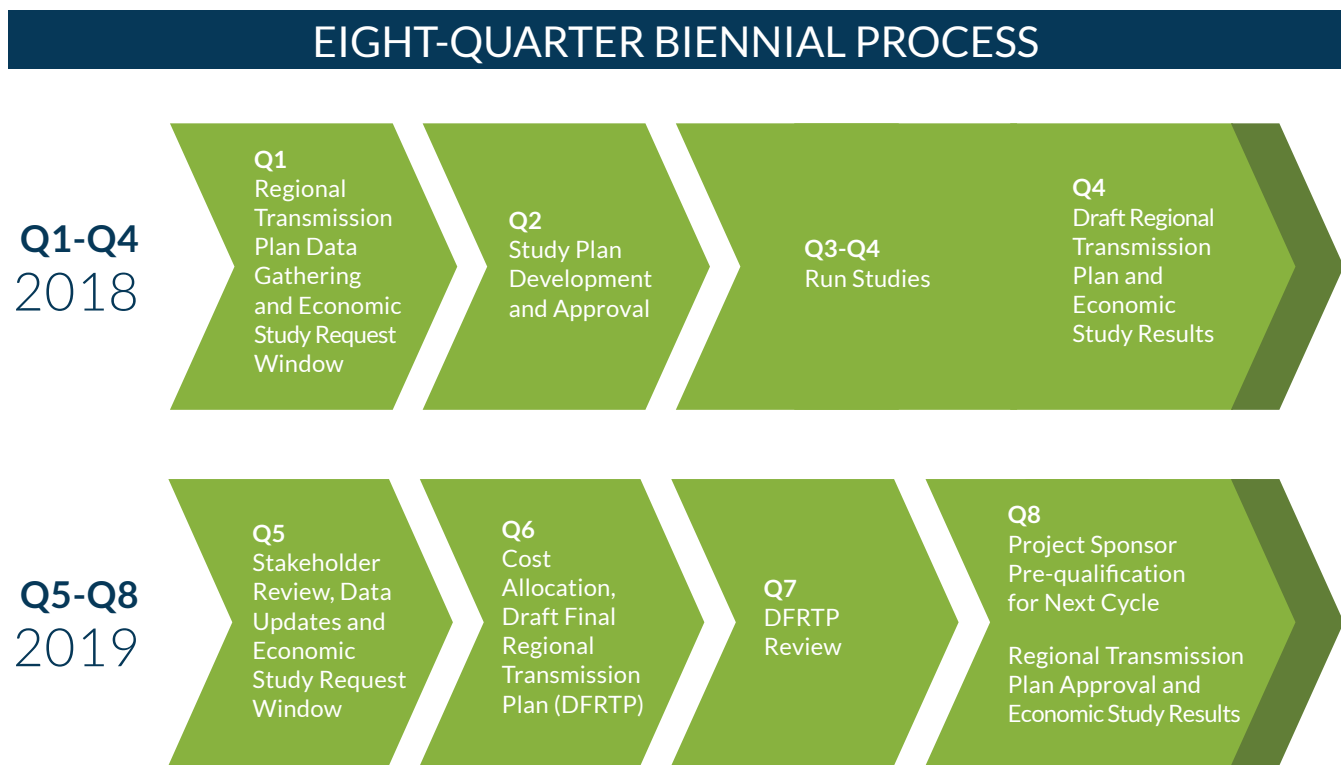 EIGHT-QUARTER BIENNIAL PROCESS
Q1-Q4
2018
Q1
Regional
Transmission
Plan Data
Gathering
and Economic
Study Request
Window
Q2
Study Plan
Development
and Approval
Q3-Q4
Run Studies
Q4
Draft Regional
Transmission
Plan and
Economic
Study Results
Q5-Q8
2019
Q5
Stakeholder
Review, Data
Updates and
Economic
Study Request
Window
Q6
Cost
Allocation,
Draft Final
Regional
Transmission
Plan (DFRTP)
Q7
DFRTP
Review
Q8
Project Sponsor
Pre-qualification
for Next Cycle
Regional Transmission
Plan Approval and
Economic Study Results